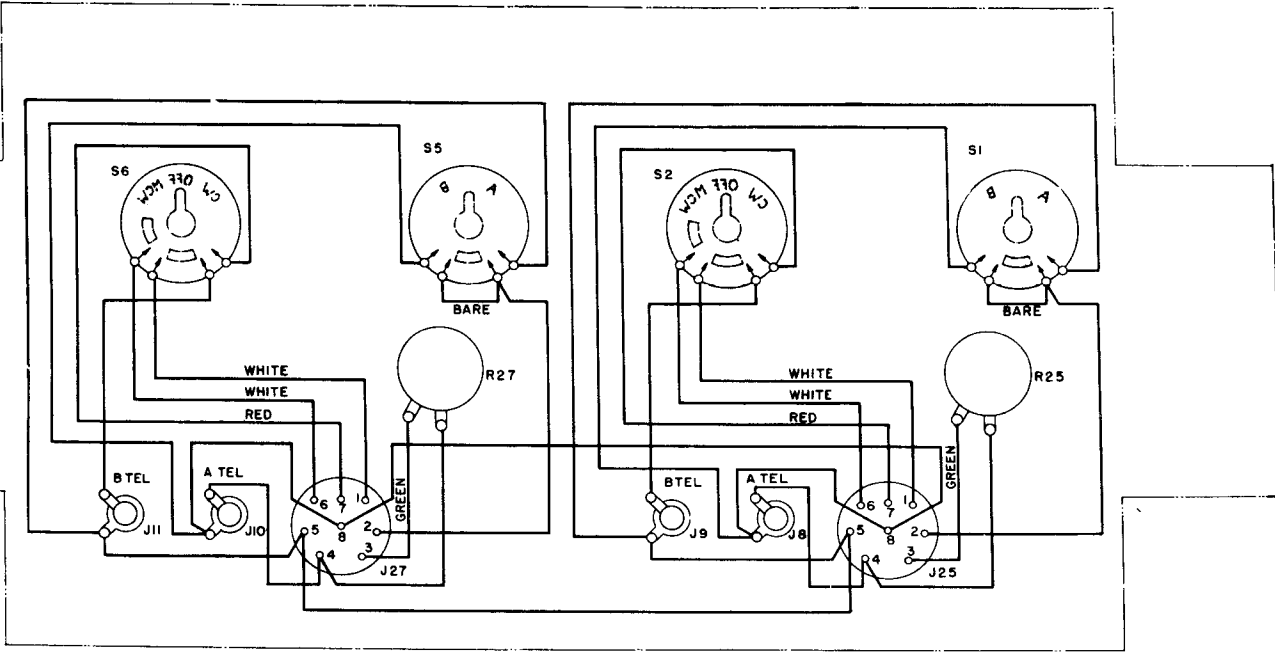 S5
S1
S6
MCW OFF CW
B A
S2
MCW OFF CW
B A
BARE
BARE
WHITE
R27
WHITE
R25
WHITE
WHITE
RED
RED
B TEL
A TEL
GREEN
BTEL
A TEL
GREEN
6 7 1
6 7 1
J11
J10
5 8 2
J9
J8
5 8 2
4 3
4 3
J27
J25